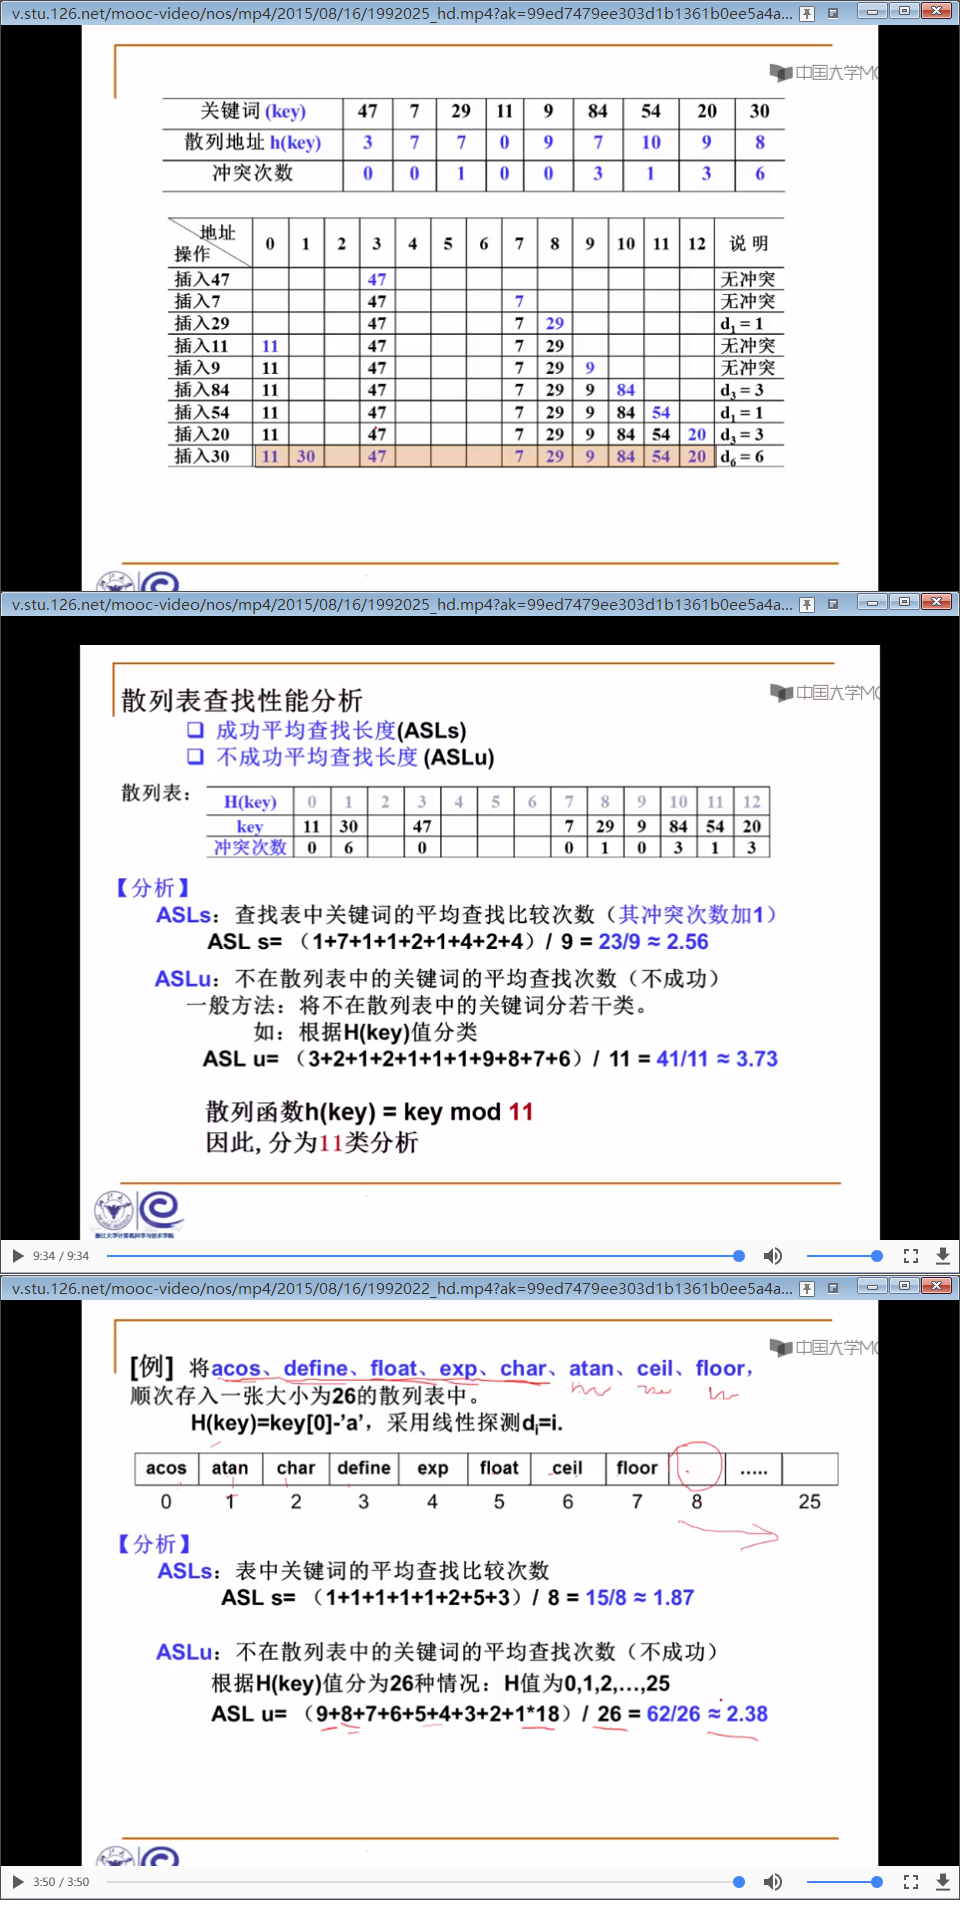 v.stu.126.net/mooc-video/nos/mp4/2015/08/16/1992025_hd.mp4?ak=99ed7479ee303d1b1361b0ee5a4a...
中国大学MO
关键词 (key) 47 7 29 11 9 84 54 20 30
散列地址 h(key) 3 7 7 0 9 7 10 9 8
冲突次数 0 0 1 0 0 3 1 3 6
地址
操作 0 1 2 3 4 5 6 7 8 9 10 11 12 说 明
插入47 47 无冲突
插入7 47 7 无冲突
插入29 47 7 29 d₁ = 1
插入11 11 47 7 29 无冲突
插入9 11 47 7 29 9 无冲突
插入84 11 47 7 29 9 84 d₃ = 3
插入54 11 47 7 29 9 84 54 d₁ = 1
插入20 11 47 7 29 9 84 54 20 d₃ = 3
插入30 11 30 47 7 29 9 84 54 20 d₆ = 6
v.stu.126.net/mooc-video/nos/mp4/2015/08/16/1992025_hd.mp4?ak=99ed7479ee303d1b1361b0ee5a4a...
中国大学MO
散列表查找性能分析
❑ 成功平均查找长度(ASLs)
❑ 不成功平均查找长度 (ASLu)
散列表： H(key) 0 1 2 3 4 5 6 7 8 9 10 11 12
key 11 30 47 7 29 9 84 54 20
冲突次数 0 6 0 0 1 0 3 1 3
【分析】
ASLs：查找表中关键词的平均查找比较次数（其冲突次数加1）
ASL s= （1+7+1+1+2+1+4+2+4）/ 9 = 23/9 ≈ 2.56
ASLu：不在散列表中的关键词的平均查找次数（不成功）
一般方法：将不在散列表中的关键词分若干类。
如：根据H(key)值分类
ASL u= （3+2+1+2+1+1+1+9+8+7+6）/ 11 = 41/11 ≈ 3.73
散列函数h(key) = key mod 11
因此, 分为11类分析
浙江大学计算机科学与技术学院
9:34 / 9:34
v.stu.126.net/mooc-video/nos/mp4/2015/08/16/1992022_hd.mp4?ak=99ed7479ee303d1b1361b0ee5a4a...
中国大学MO
[例] 将acos、define、float、exp、char、atan、ceil、floor，
顺次存入一张大小为26的散列表中。
H(key)=key[0]-’a’，采用线性探测dᵢ=i.
acos atan char define exp float ceil floor .....
0 1 2 3 4 5 6 7 8 25
【分析】
ASLs：表中关键词的平均查找比较次数
ASL s= （1+1+1+1+1+2+5+3）/ 8 = 15/8 ≈ 1.87
ASLu：不在散列表中的关键词的平均查找次数（不成功）
根据H(key)值分为26种情况：H值为0,1,2,…,25
ASL u= （9+8+7+6+5+4+3+2+1*18）/ 26 = 62/26 ≈ 2.38
3:50 / 3:50